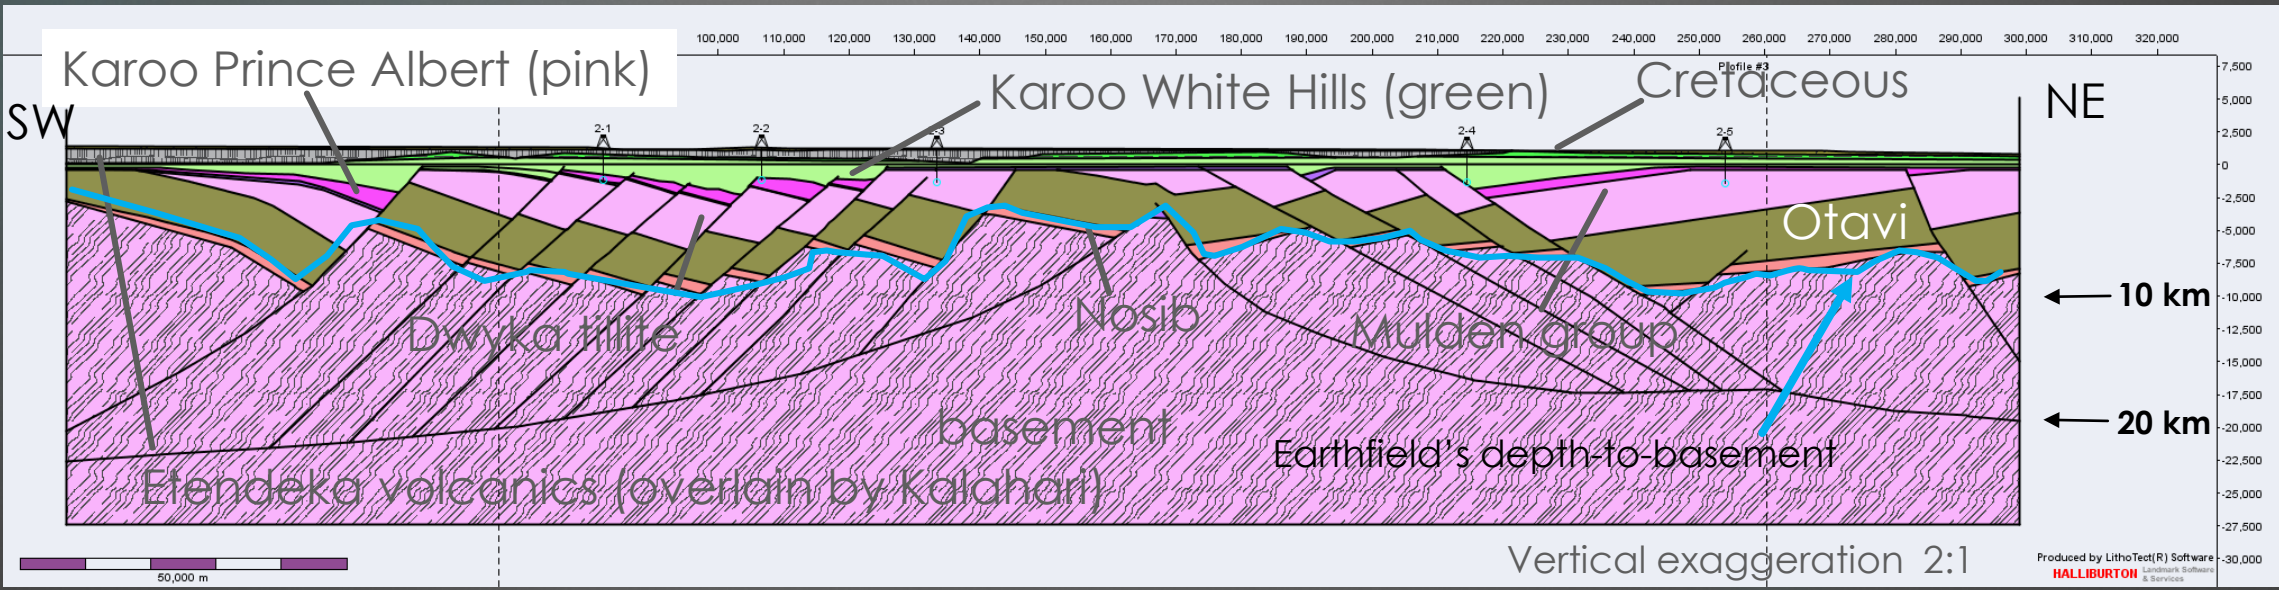 100,000 110,000 120,000 130,000 140,000 150,000 160,000 170,000 180,000 190,000 200,000 210,000 220,000 230,000 240,000 250,000 260,000 270,000 280,000 290,000 300,000 310,000 320,000
Karoo Prince Albert (pink)
Karoo White Hills (green)
Profile #3
Cretaceous
SW
NE
2-1
2-2
2-3
2-4
2-5
7,500
5,000
2,500
0
-2,500
-5,000
-7,500
-10,000
-12,500
-15,000
-17,500
-20,000
-22,500
-25,000
-27,500
-30,000
Otavi
10 km
Dwyka tillite
Nosib
Mulden group
20 km
basement
Earthfield's depth-to-basement
Etendeka volcanics (overlain by Kalahari)
Vertical exaggeration 2:1
50,000 m
Produced by LithoTect(R) Software
HALLIBURTON Landmark Software
& Services